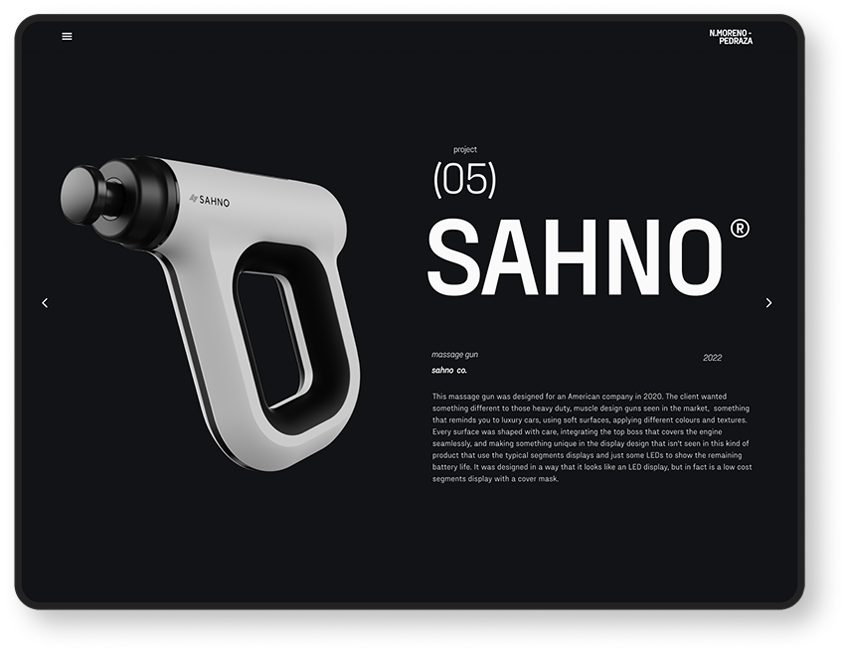 N.MORENO -
PEDRAZA
project
(05)
SAHNO®
SAHNO
massage gun
2022
sahno co.
This massage gun was designed for an American company in 2020. The client wanted
something different to those heavy duty, muscle design guns seen in the market, something
that reminds you to luxury cars, using soft surfaces, applying different colours and textures.
Every surface was shaped with care, integrating the top boss that covers the engine
seamlessly, and making something unique in the display design that isn't seen in this kind of
product that use the typical segments displays and just some LEDs to show the remaining
battery life. It was designed in a way that it looks like an LED display, but in fact is a low cost
segments display with a cover mask.